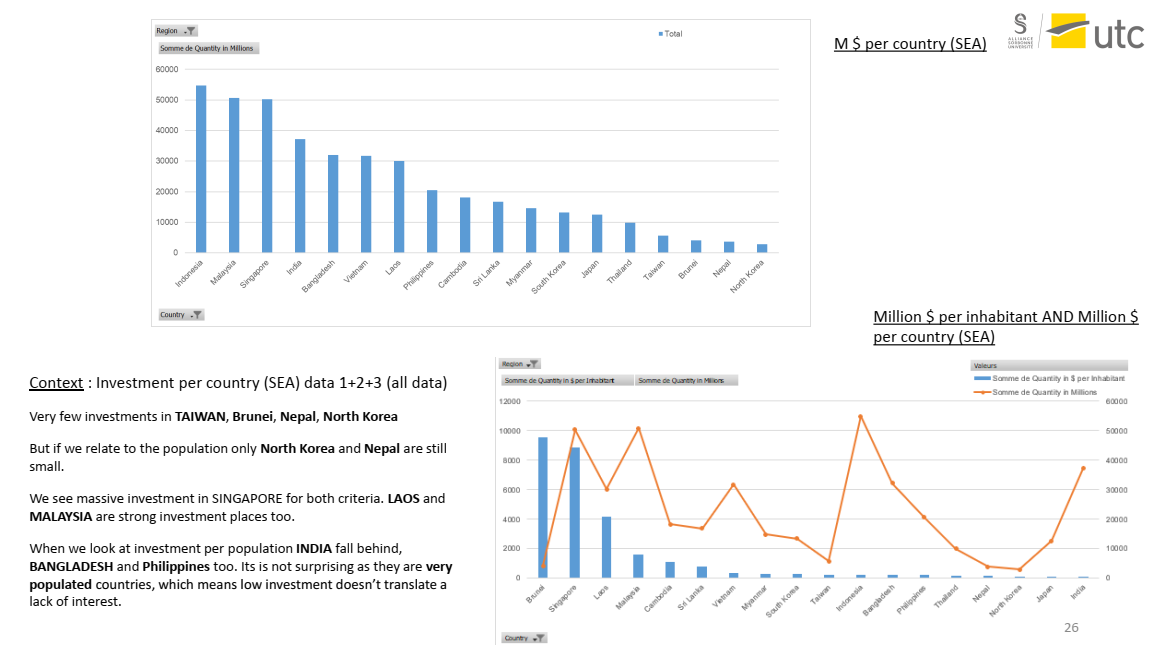 Region
Somme de Quantity in Millions
Total
60000
50000
40000
30000
20000
10000
0
Indonesia
Malaysia
Singapore
India
Bangladesh
Vietnam
Laos
Philippines
Cambodia
Sri Lanka
Myanmar
South Korea
Japan
Thailand
Taiwan
Brunei
Nepal
North Korea
Country
M $ per country (SEA)
S
ALLIANCE
SORBONNE
UNIVERSITÉ
utc
Million $ per inhabitant AND Million $
per country (SEA)
Context : Investment per country (SEA) data 1+2+3 (all data)
Very few investments in TAIWAN, Brunei, Nepal, North Korea
But if we relate to the population only North Korea and Nepal are still
small.
We see massive investment in SINGAPORE for both criteria. LAOS and
MALAYSIA are strong investment places too.
When we look at investment per population INDIA fall behind,
BANGLADESH and Philippines too. Its is not surprising as they are very
populated countries, which means low investment doesn't translate a
lack of interest.
Region
Somme de Quantity in $ per Inhabitant
Somme de Quantity in Millions
Valeurs
Somme de Quantity in $ per Inhabitant
Somme de Quantity in Millions
12000
10000
8000
6000
4000
2000
0
60000
50000
40000
30000
20000
10000
0
Brunei
Singapore
Laos
Malaysia
Cambodia
Sri Lanka
Vietnam
Myanmar
South Korea
Taiwan
Indonesia
Bangladesh
Philippines
Thailand
Nepal
North Korea
Japan
India
Country
26